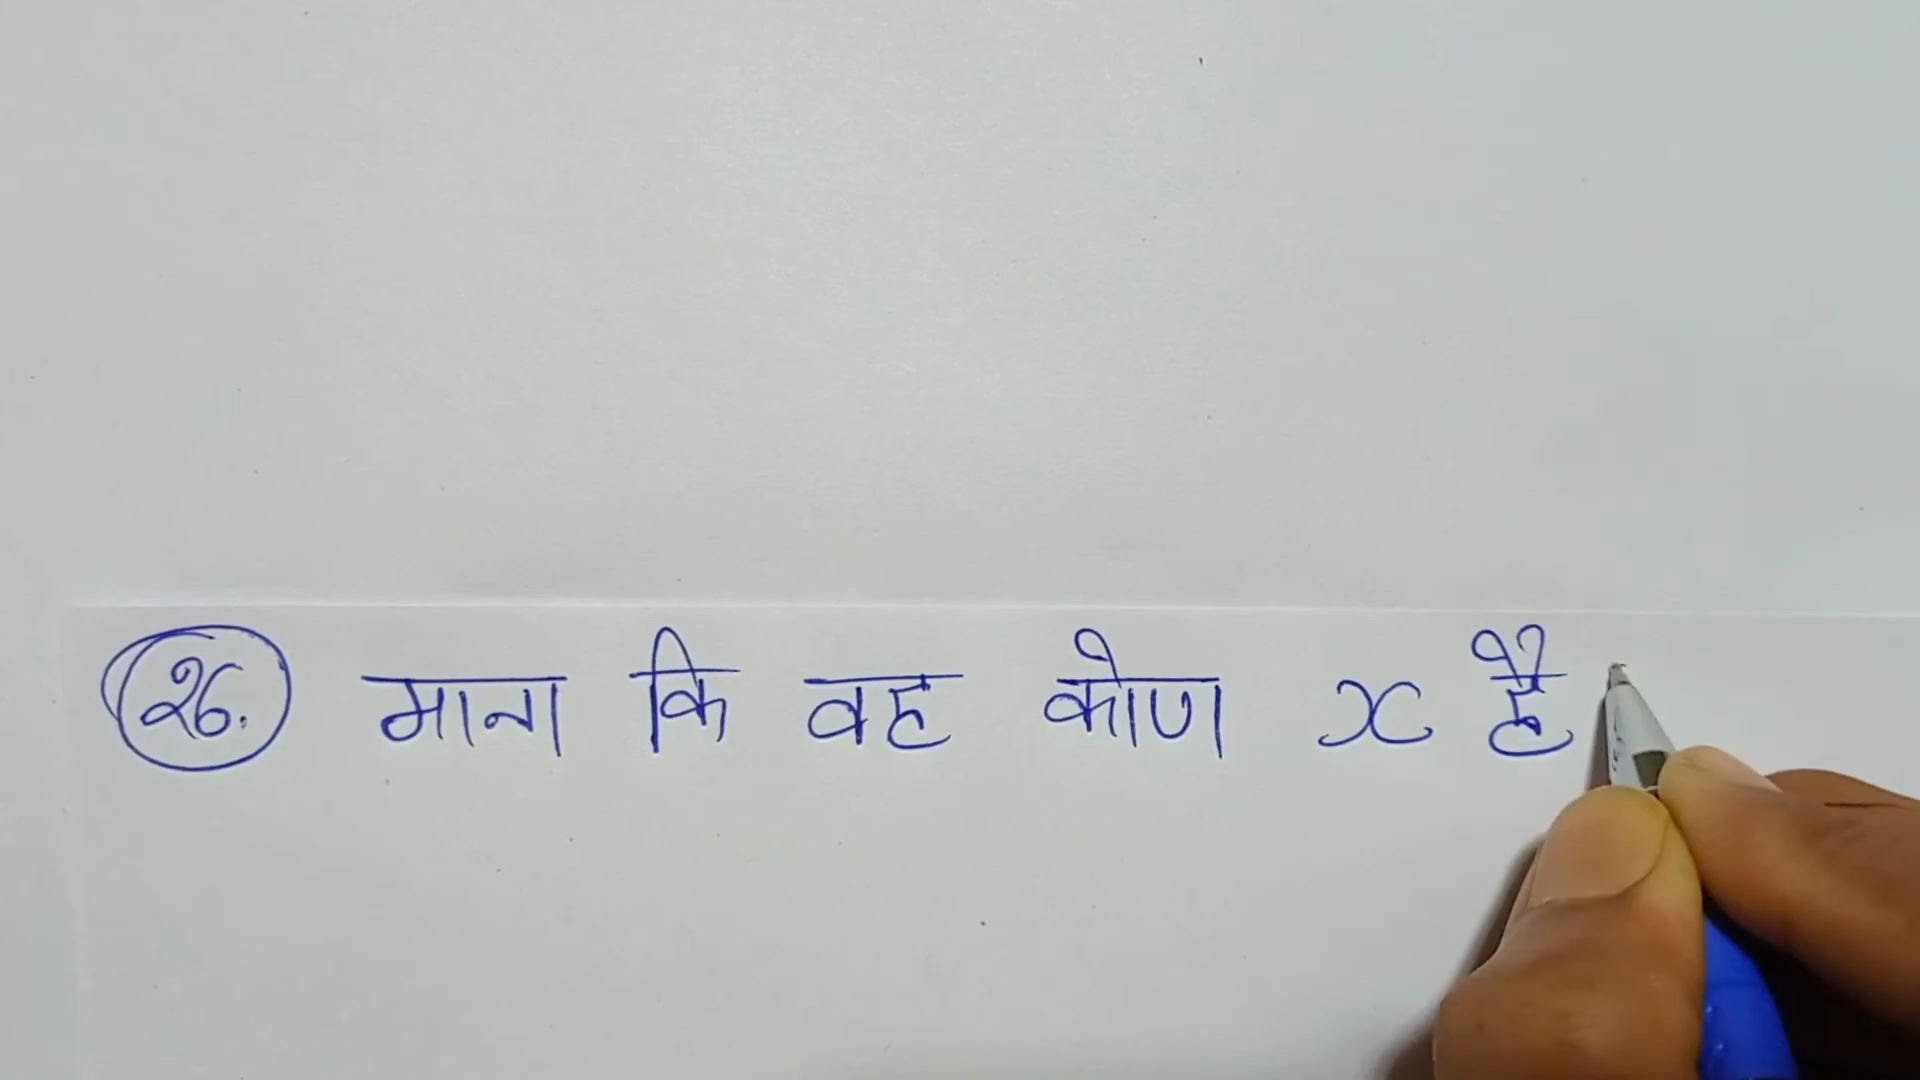 26. माना कि वह कोण x है